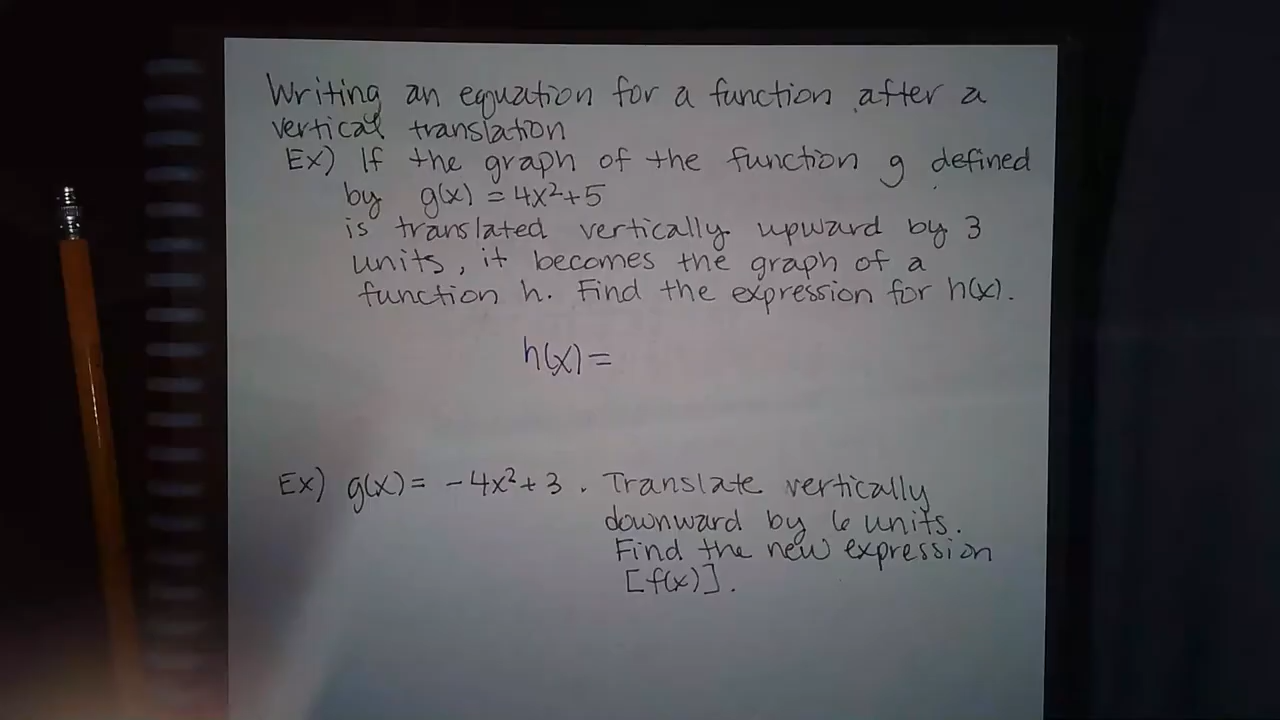 Writing an equation for a function after a
vertical translation
Ex) If the graph of the function g defined
by g(x) = 4x²+5
is translated vertically upward by 3
units, it becomes the graph of a
function h. Find the expression for h(x).
h(x) =
Ex) g(x) = -4x²+3. Translate vertically
downward by 6 units.
Find the new expression
[f(x)].